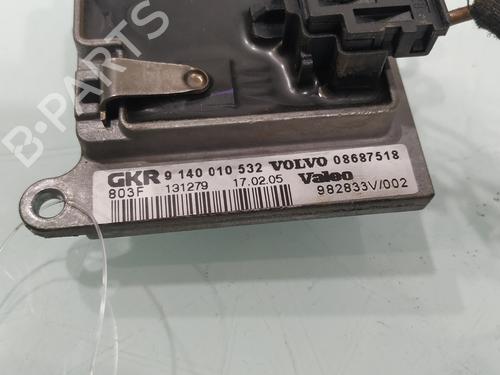 B-PARTS
GKR 9 140 010 532 VOLVO 08687518
803F 131279 17.02.05 Valeo
982833V/002